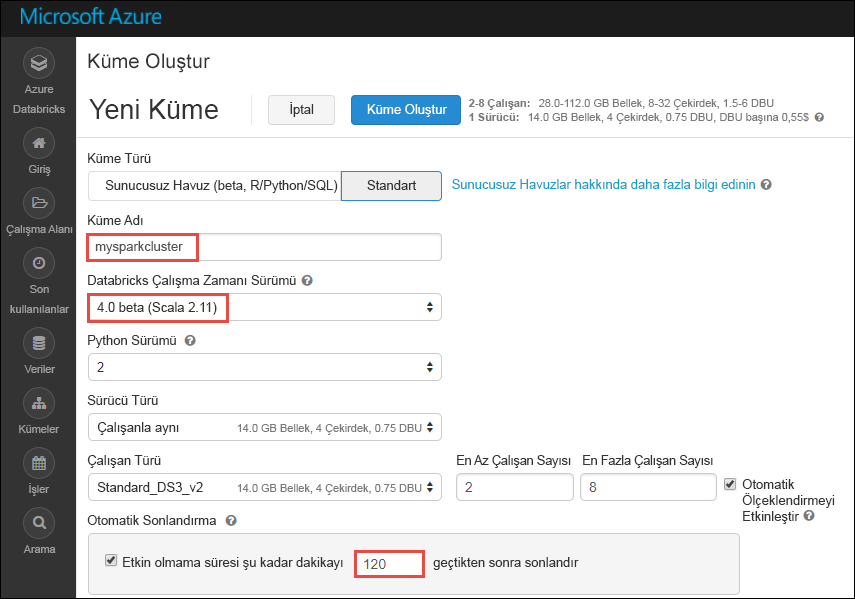 Microsoft Azure
Azure
Databricks
Giriş
Çalışma Alanı
Son
kullanılanlar
Veriler
Kümeler
İşler
Arama
Küme Oluştur
Yeni Küme
İptal
Küme Oluştur
2-8 Çalışan: 28.0-112.0 GB Bellek, 8-32 Çekirdek, 1.5-6 DBU
1 Sürücü: 14.0 GB Bellek, 4 Çekirdek, 0.75 DBU, DBU başına 0,55$ ?
Küme Türü
Sunucusuz Havuz (beta, R/Python/SQL) Standart Sunucusuz Havuzlar hakkında daha fazla bilgi edinin ?
Küme Adı
mysparkcluster
Databricks Çalışma Zamanı Sürümü ?
4.0 beta (Scala 2.11)
Python Sürümü ?
2
Sürücü Türü
Çalışanla aynı 14.0 GB Bellek, 4 Çekirdek, 0.75 DBU
Çalışan Türü En Az Çalışan Sayısı En Fazla Çalışan Sayısı
Standard_DS3_v2 14.0 GB Bellek, 4 Çekirdek, 0.75 DBU 2 8
Otomatik
Ölçeklendirmeyi
Etkinleştir ?
Otomatik Sonlandırma ?
Etkin olmama süresi şu kadar dakikayı 120 geçtikten sonra sonlandır